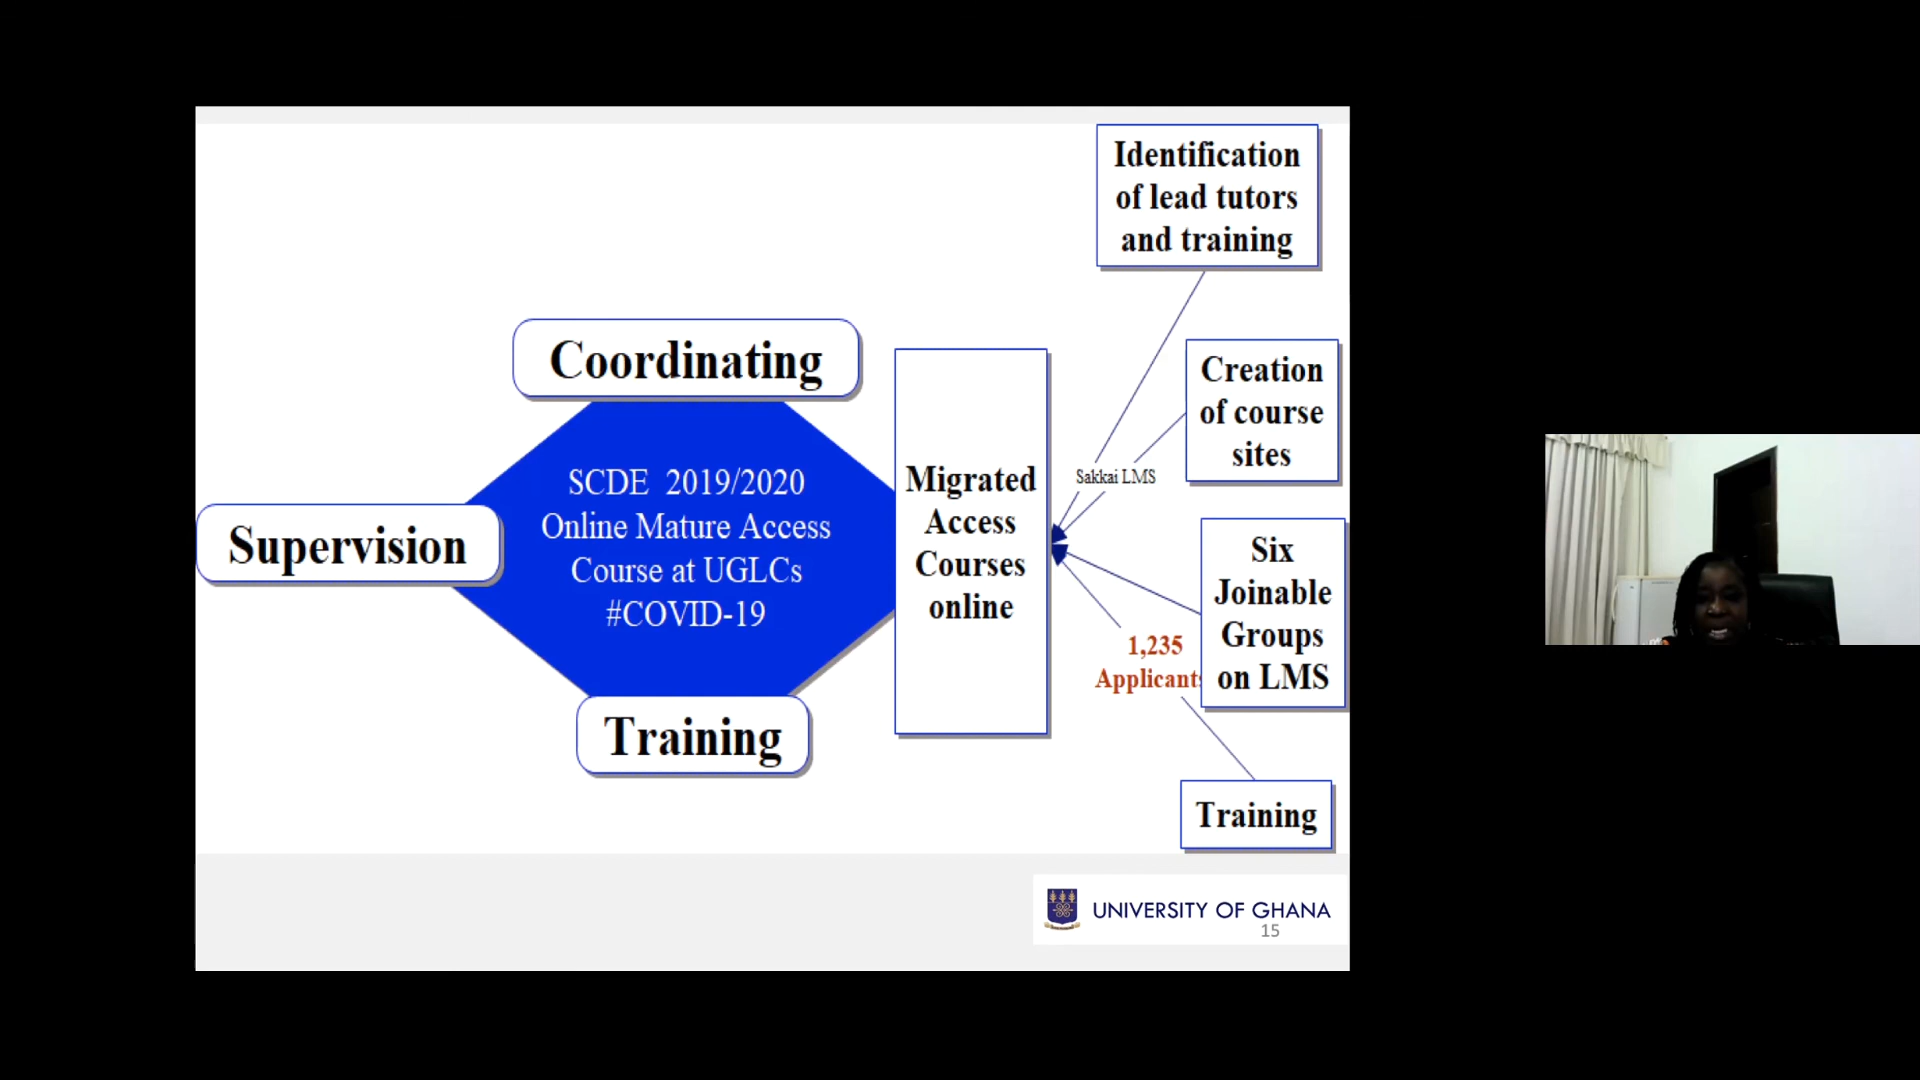 Identification
of lead tutors
and training
Coordinating
Creation
of course
sites
Sakkai LMS
Supervision
SCDE 2019/2020
Online Mature Access
Course at UGLCs
#COVID-19
Migrated
Access
Courses
online
Six
Joinable
Groups
on LMS
1,235
Applicants
Training
Training
UNIVERSITY OF GHANA
15